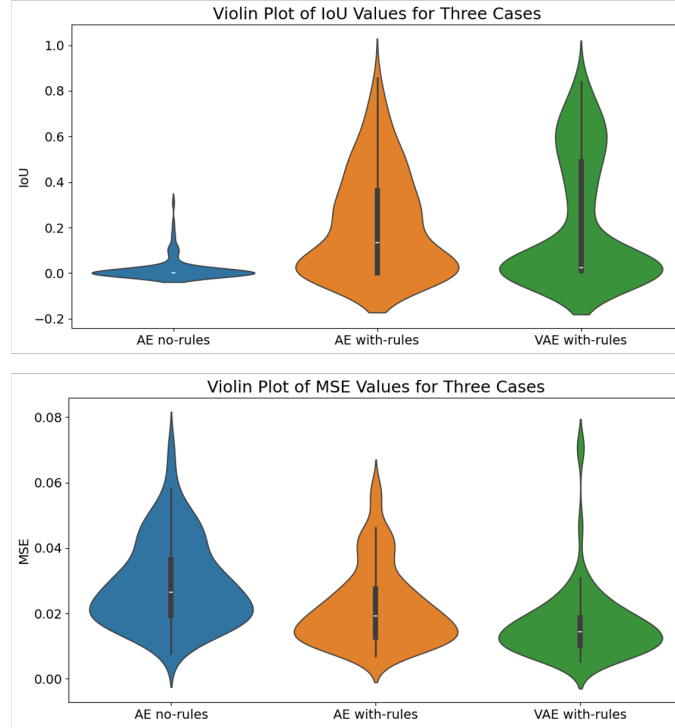 Violin Plot of IoU Values for Three Cases
1.0
0.8
0.6
0.4
0.2
0.0
−0.2
IoU
AE no-rules AE with-rules VAE with-rules
Violin Plot of MSE Values for Three Cases
0.08
0.06
0.04
0.02
0.00
MSE
AE no-rules AE with-rules VAE with-rules